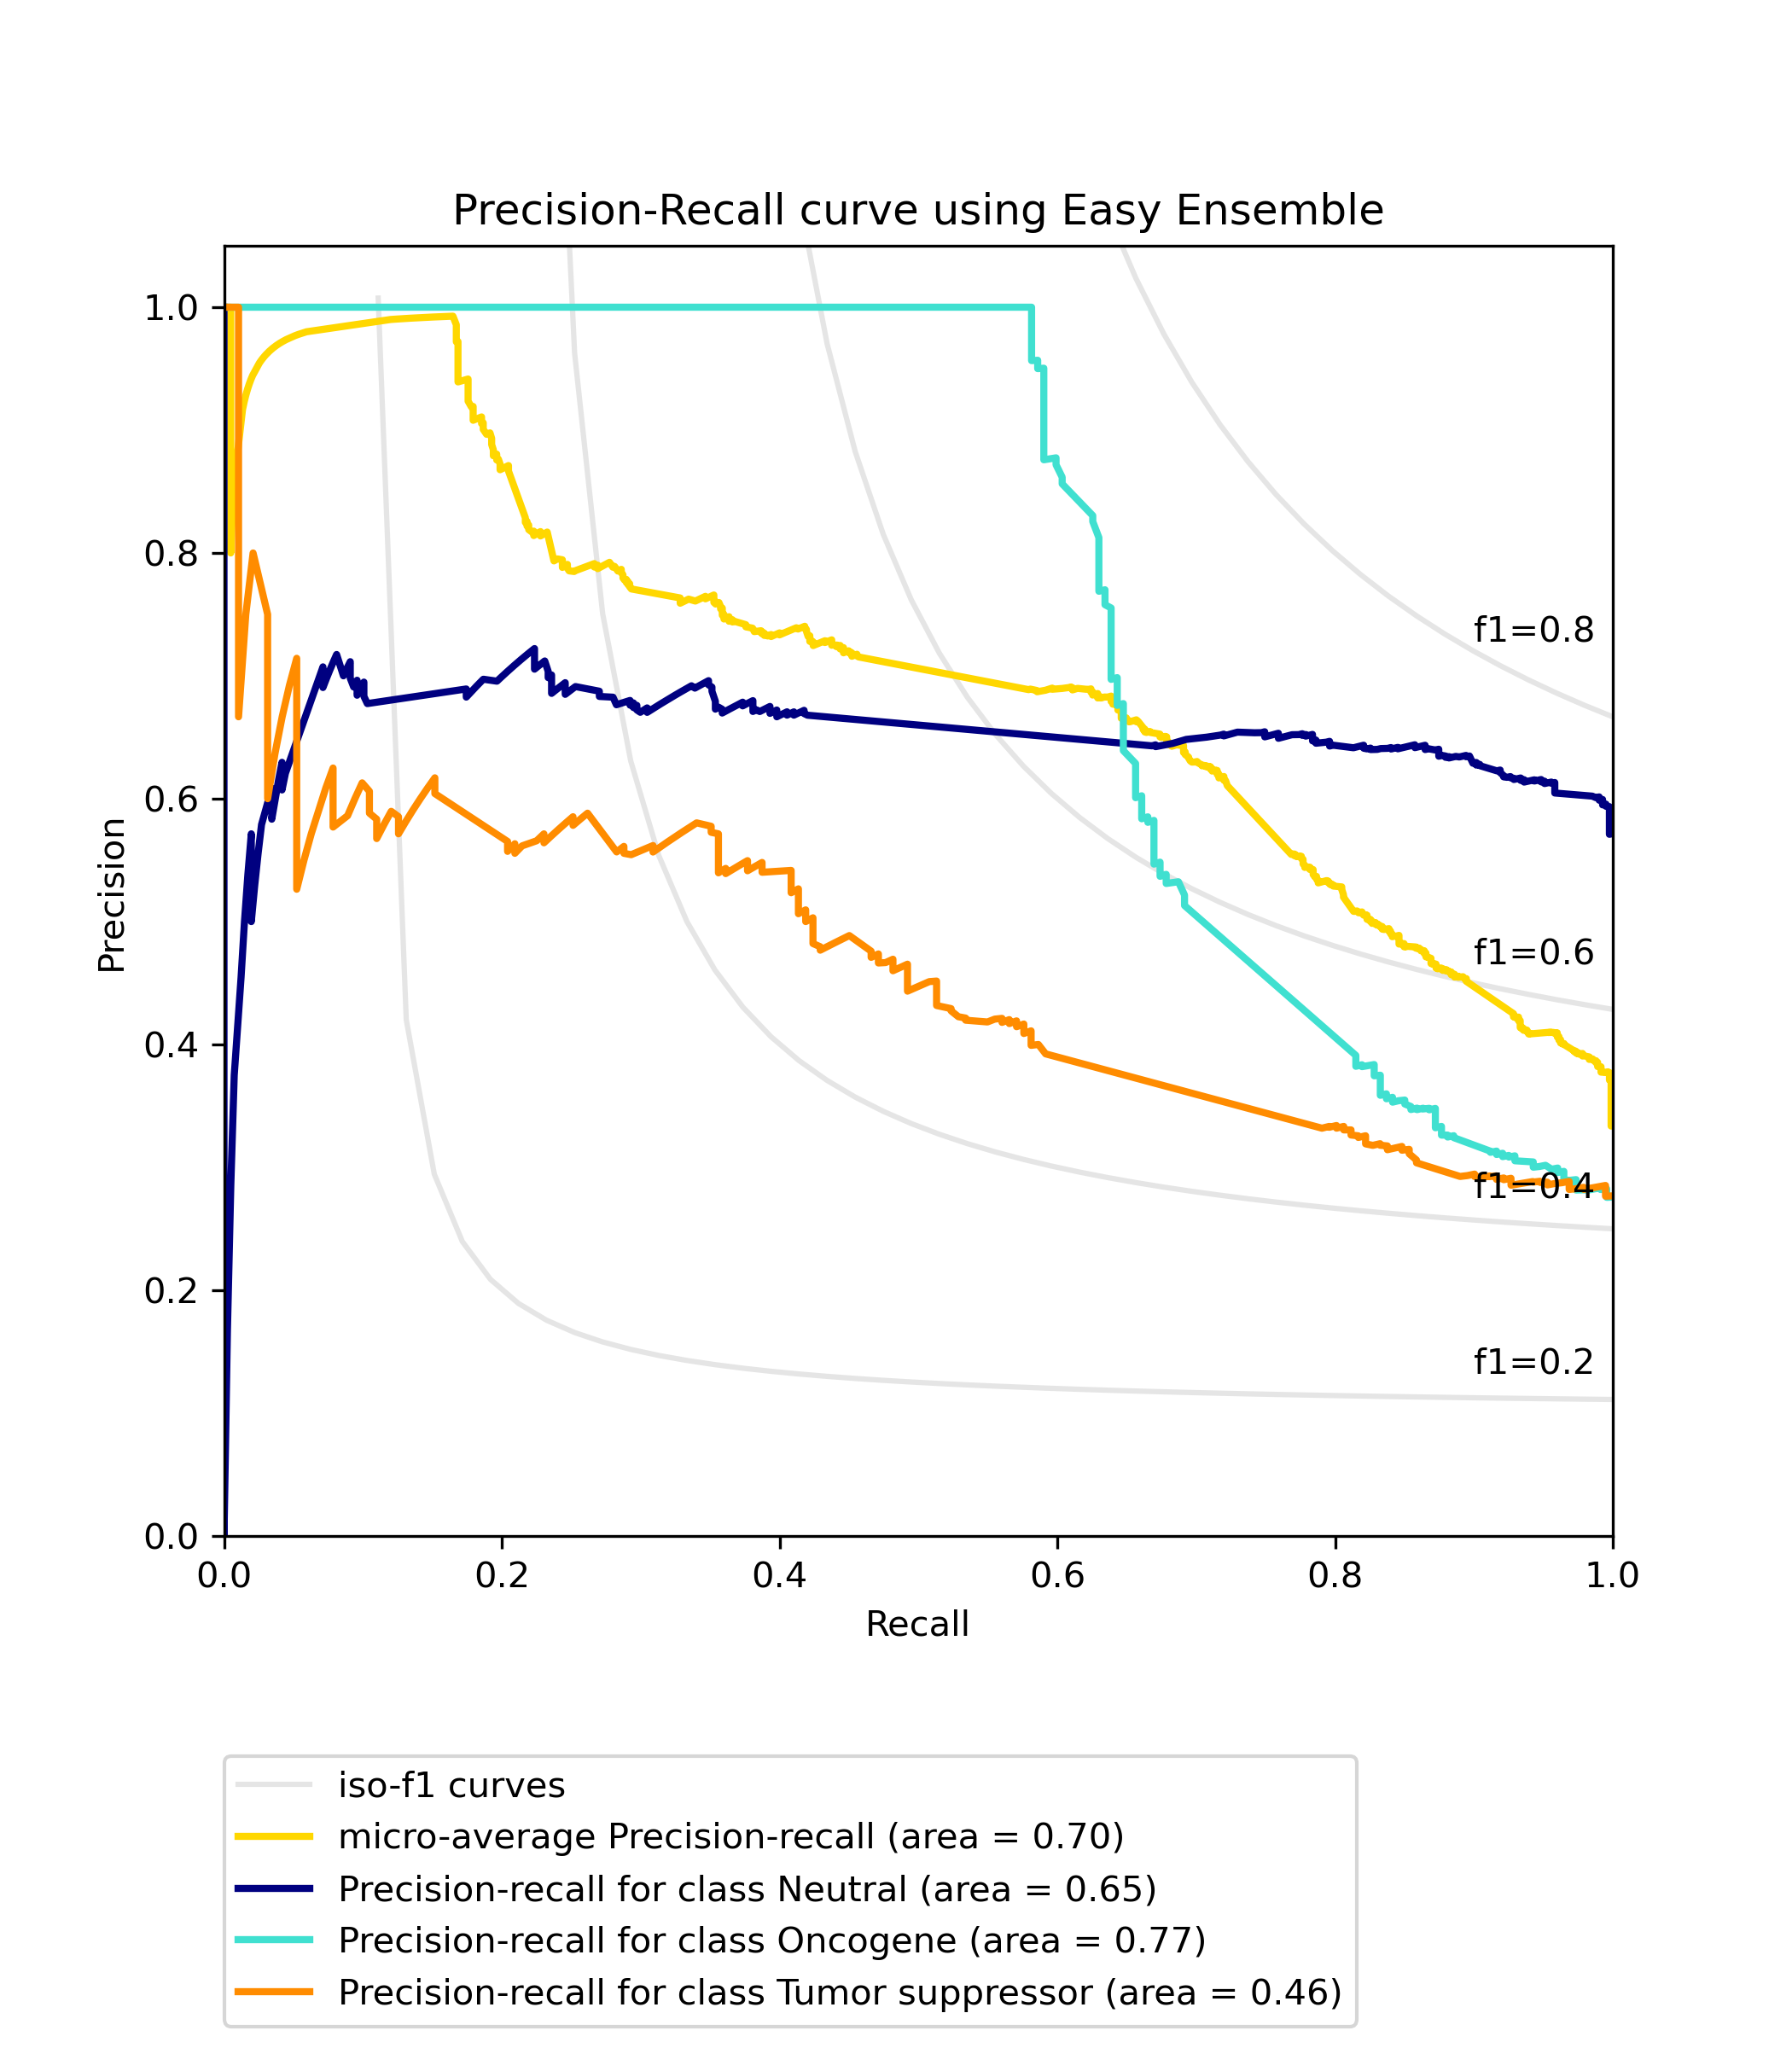 Precision-Recall curve using Easy Ensemble
1.0
0.8
0.6
0.4
0.2
0.0
Precision
f1=0.8
f1=0.6
f1=0.4
f1=0.2
0.0 0.2 0.4 0.6 0.8 1.0
Recall
iso-f1 curves
micro-average Precision-recall (area = 0.70)
Precision-recall for class Neutral (area = 0.65)
Precision-recall for class Oncogene (area = 0.77)
Precision-recall for class Tumor suppressor (area = 0.46)